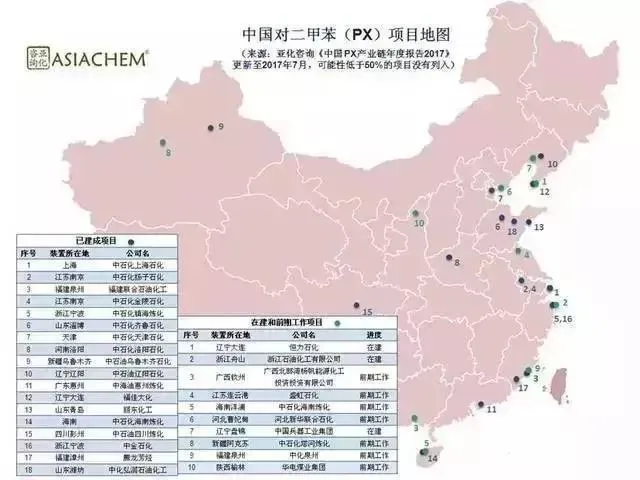 中国对二甲苯（PX）项目地图
（来源：亚化咨询《中国PX产业链年度报告2017》
更新至2017年7月，可能性低于50%的项目没有列入）
亚化咨询 ASIACHEM®
9
8
10
7
6
10
1
12
7
6
18
13
8
4
2,4
1
2
5,16
15
9
3
17
11
3
5
14
已建成项目
序号 装置所在地 公司名
1 上海 中石化上海石化
2 江苏南京 中石化扬子石化
3 福建泉州 福建联合石油化工
4 江苏南京 中石化金陵石化
5 浙江宁波 中石化镇海炼化
6 山东淄博 中石化齐鲁石化
7 天津 中石化天津石化
8 河南洛阳 中石化洛阳石化
9 新疆乌鲁木齐 中石油乌鲁木齐石化
10 辽宁辽阳 中石油辽阳石化
11 广东惠州 中海油惠州炼化
12 辽宁大连 福佳大化
13 山东青岛 丽东化工
14 海南 中石化海南炼化
15 四川彭州 中石油四川石化
16 浙江宁波 中金石化
17 福建漳州 腾龙芳烃
18 山东潍坊 中化弘润石油化工
在建和前期工作项目
序号 装置所在地 公司名 进度
1 辽宁大连 恒力石化 在建
2 浙江舟山 浙江石油化工有限公司 在建
3 广西钦州 广西北部湾杨帆能源化工
投资投资有限公司 前期工作
4 江苏连云港 盛虹石化 前期工作
5 海南洋浦 中石化海南炼化 前期工作
6 河北曹妃甸 河北新华联合石化 前期工作
7 辽宁盘锦 中国兵器工业集团 在建
8 新疆阿克苏 中石化塔河炼化 前期工作
9 福建泉州 中化泉州 前期工作
10 陕西榆林 华电煤业集团 前期工作